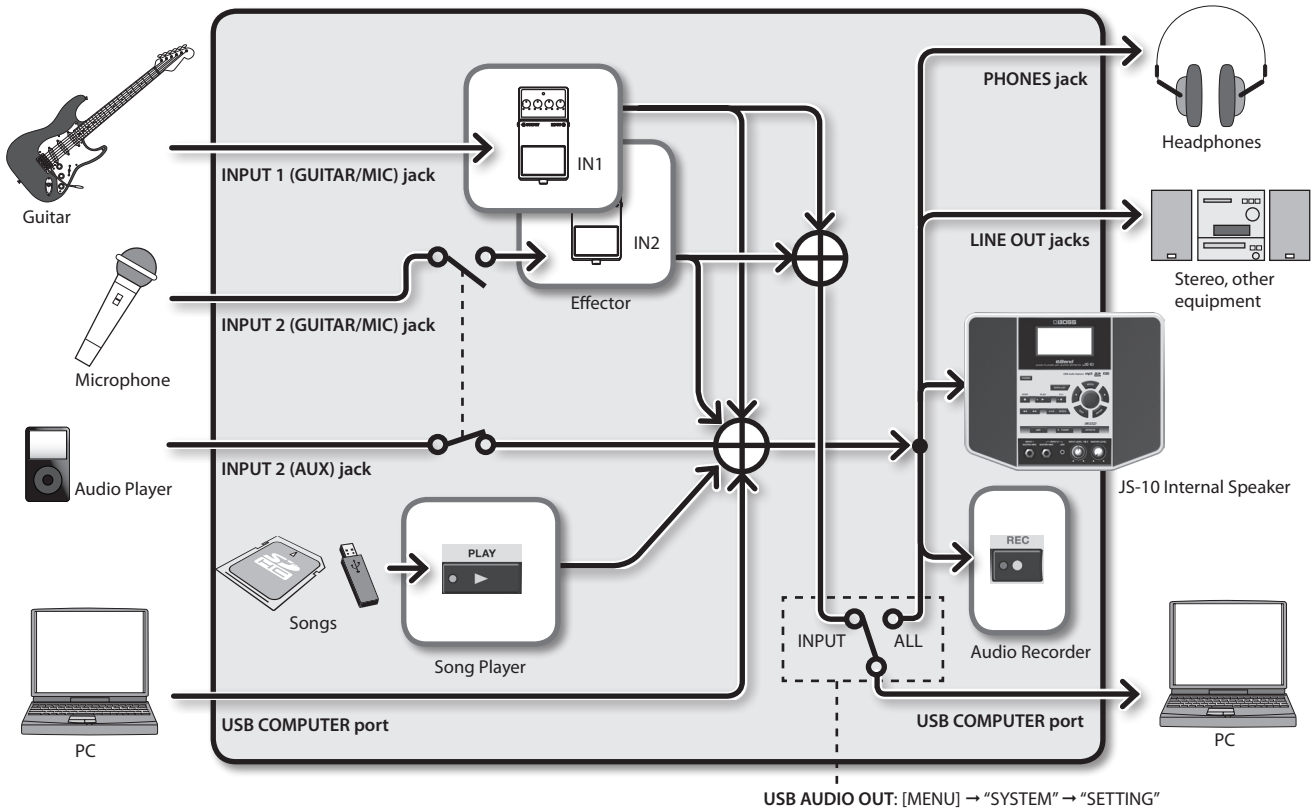 PHONES jack
Headphones
IN1
INPUT 1 (GUITAR/MIC) jack
Guitar
LINE OUT jacks
IN2
Stereo, other
equipment
Effector
INPUT 2 (GUITAR/MIC) jack
BOSS
eBand
Microphone
INPUT 2 (AUX) jack
Audio Player
JS-10 Internal Speaker
PLAY
REC
Songs
INPUT
ALL
Audio Recorder
Song Player
USB COMPUTER port
USB COMPUTER port
PC
PC
USB AUDIO OUT: [MENU] → “SYSTEM” → “SETTING”